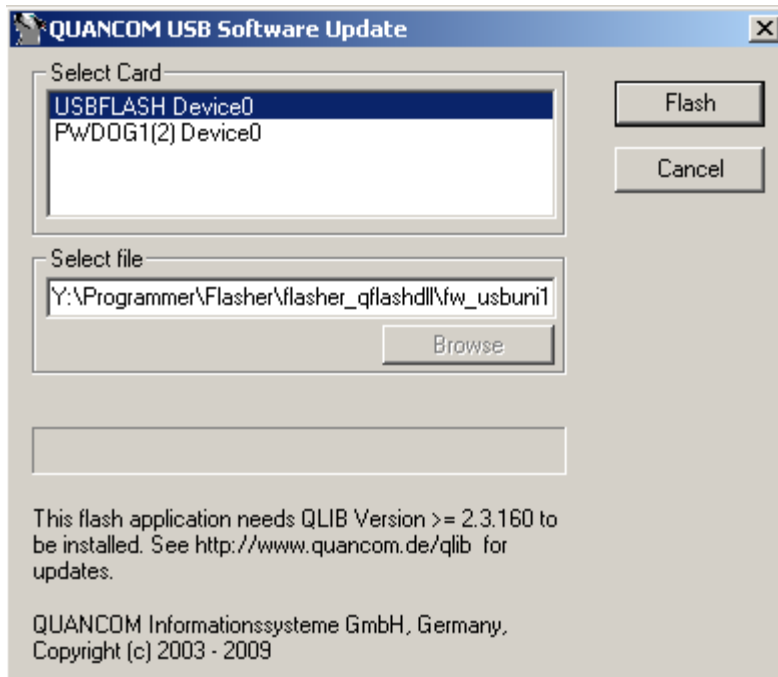 QUANCOM USB Software Update
Select Card
USBFLASH Device0
PWDOG1(2) Device0
Flash
Cancel
Select file
Y:\Programmer\Flasher\flasher_qflashdll\fw_usbuni1
Browse
This flash application needs QLIB Version >= 2.3.160 to
be installed. See http://www.quancom.de/qlib for
updates.
QUANCOM Informationssysteme GmbH, Germany,
Copyright (c) 2003 - 2009